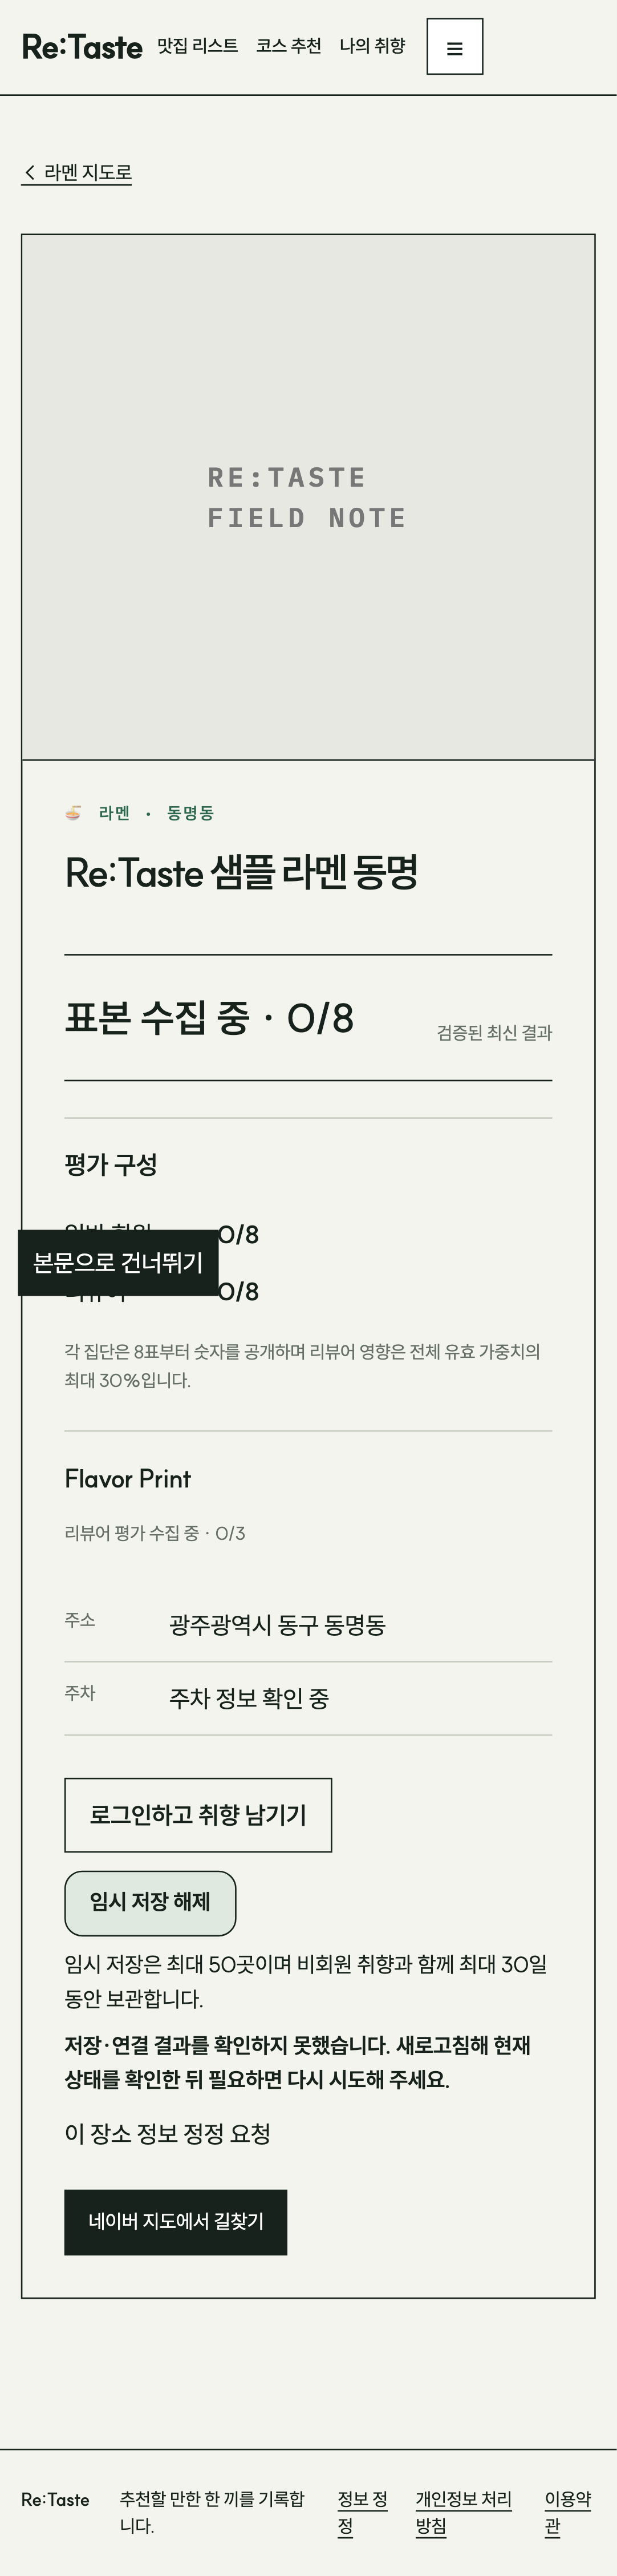 Re:Taste 맛집 리스트 코스 추천 나의 취향
라멘 지도로
RE:TASTE
FIELD NOTE
라멘 · 동명동
Re:Taste 샘플 라멘 동명
표본 수집 중 · 0/8 검증된 최신 결과
평가 구성
0/8
본문으로 건너뛰기
0/8
각 집단은 8표부터 숫자를 공개하며 리뷰어 영향은 전체 유효 가중치의
최대 30%입니다.
Flavor Print
리뷰어 평가 수집 중 · 0/3
주소 광주광역시 동구 동명동
주차 주차 정보 확인 중
로그인하고 취향 남기기
임시 저장 해제
임시 저장은 최대 50곳이며 비회원 취향과 함께 최대 30일
동안 보관합니다.
저장·연결 결과를 확인하지 못했습니다. 새로고침해 현재
상태를 확인한 뒤 필요하면 다시 시도해 주세요.
이 장소 정보 정정 요청
네이버 지도에서 길찾기
Re:Taste 추천할 만한 한 끼를 기록합 정보 정 개인정보 처리 이용약
니다. 정 방침 관